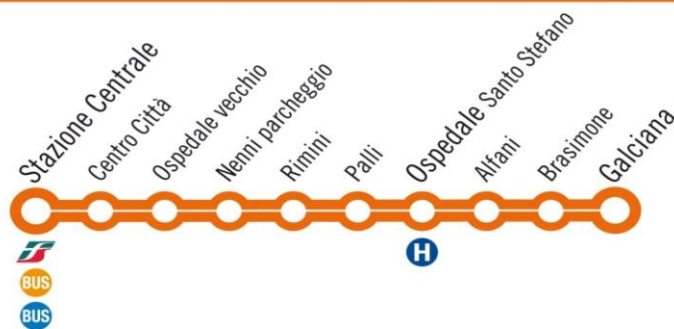 Stazione Centrale
Centro Città
Ospedale vecchio
Nenni parcheggio
Rimini
Palli
Ospedale Santo Stefano
Alfani
Brasimone
Galciana
H
BUS
BUS